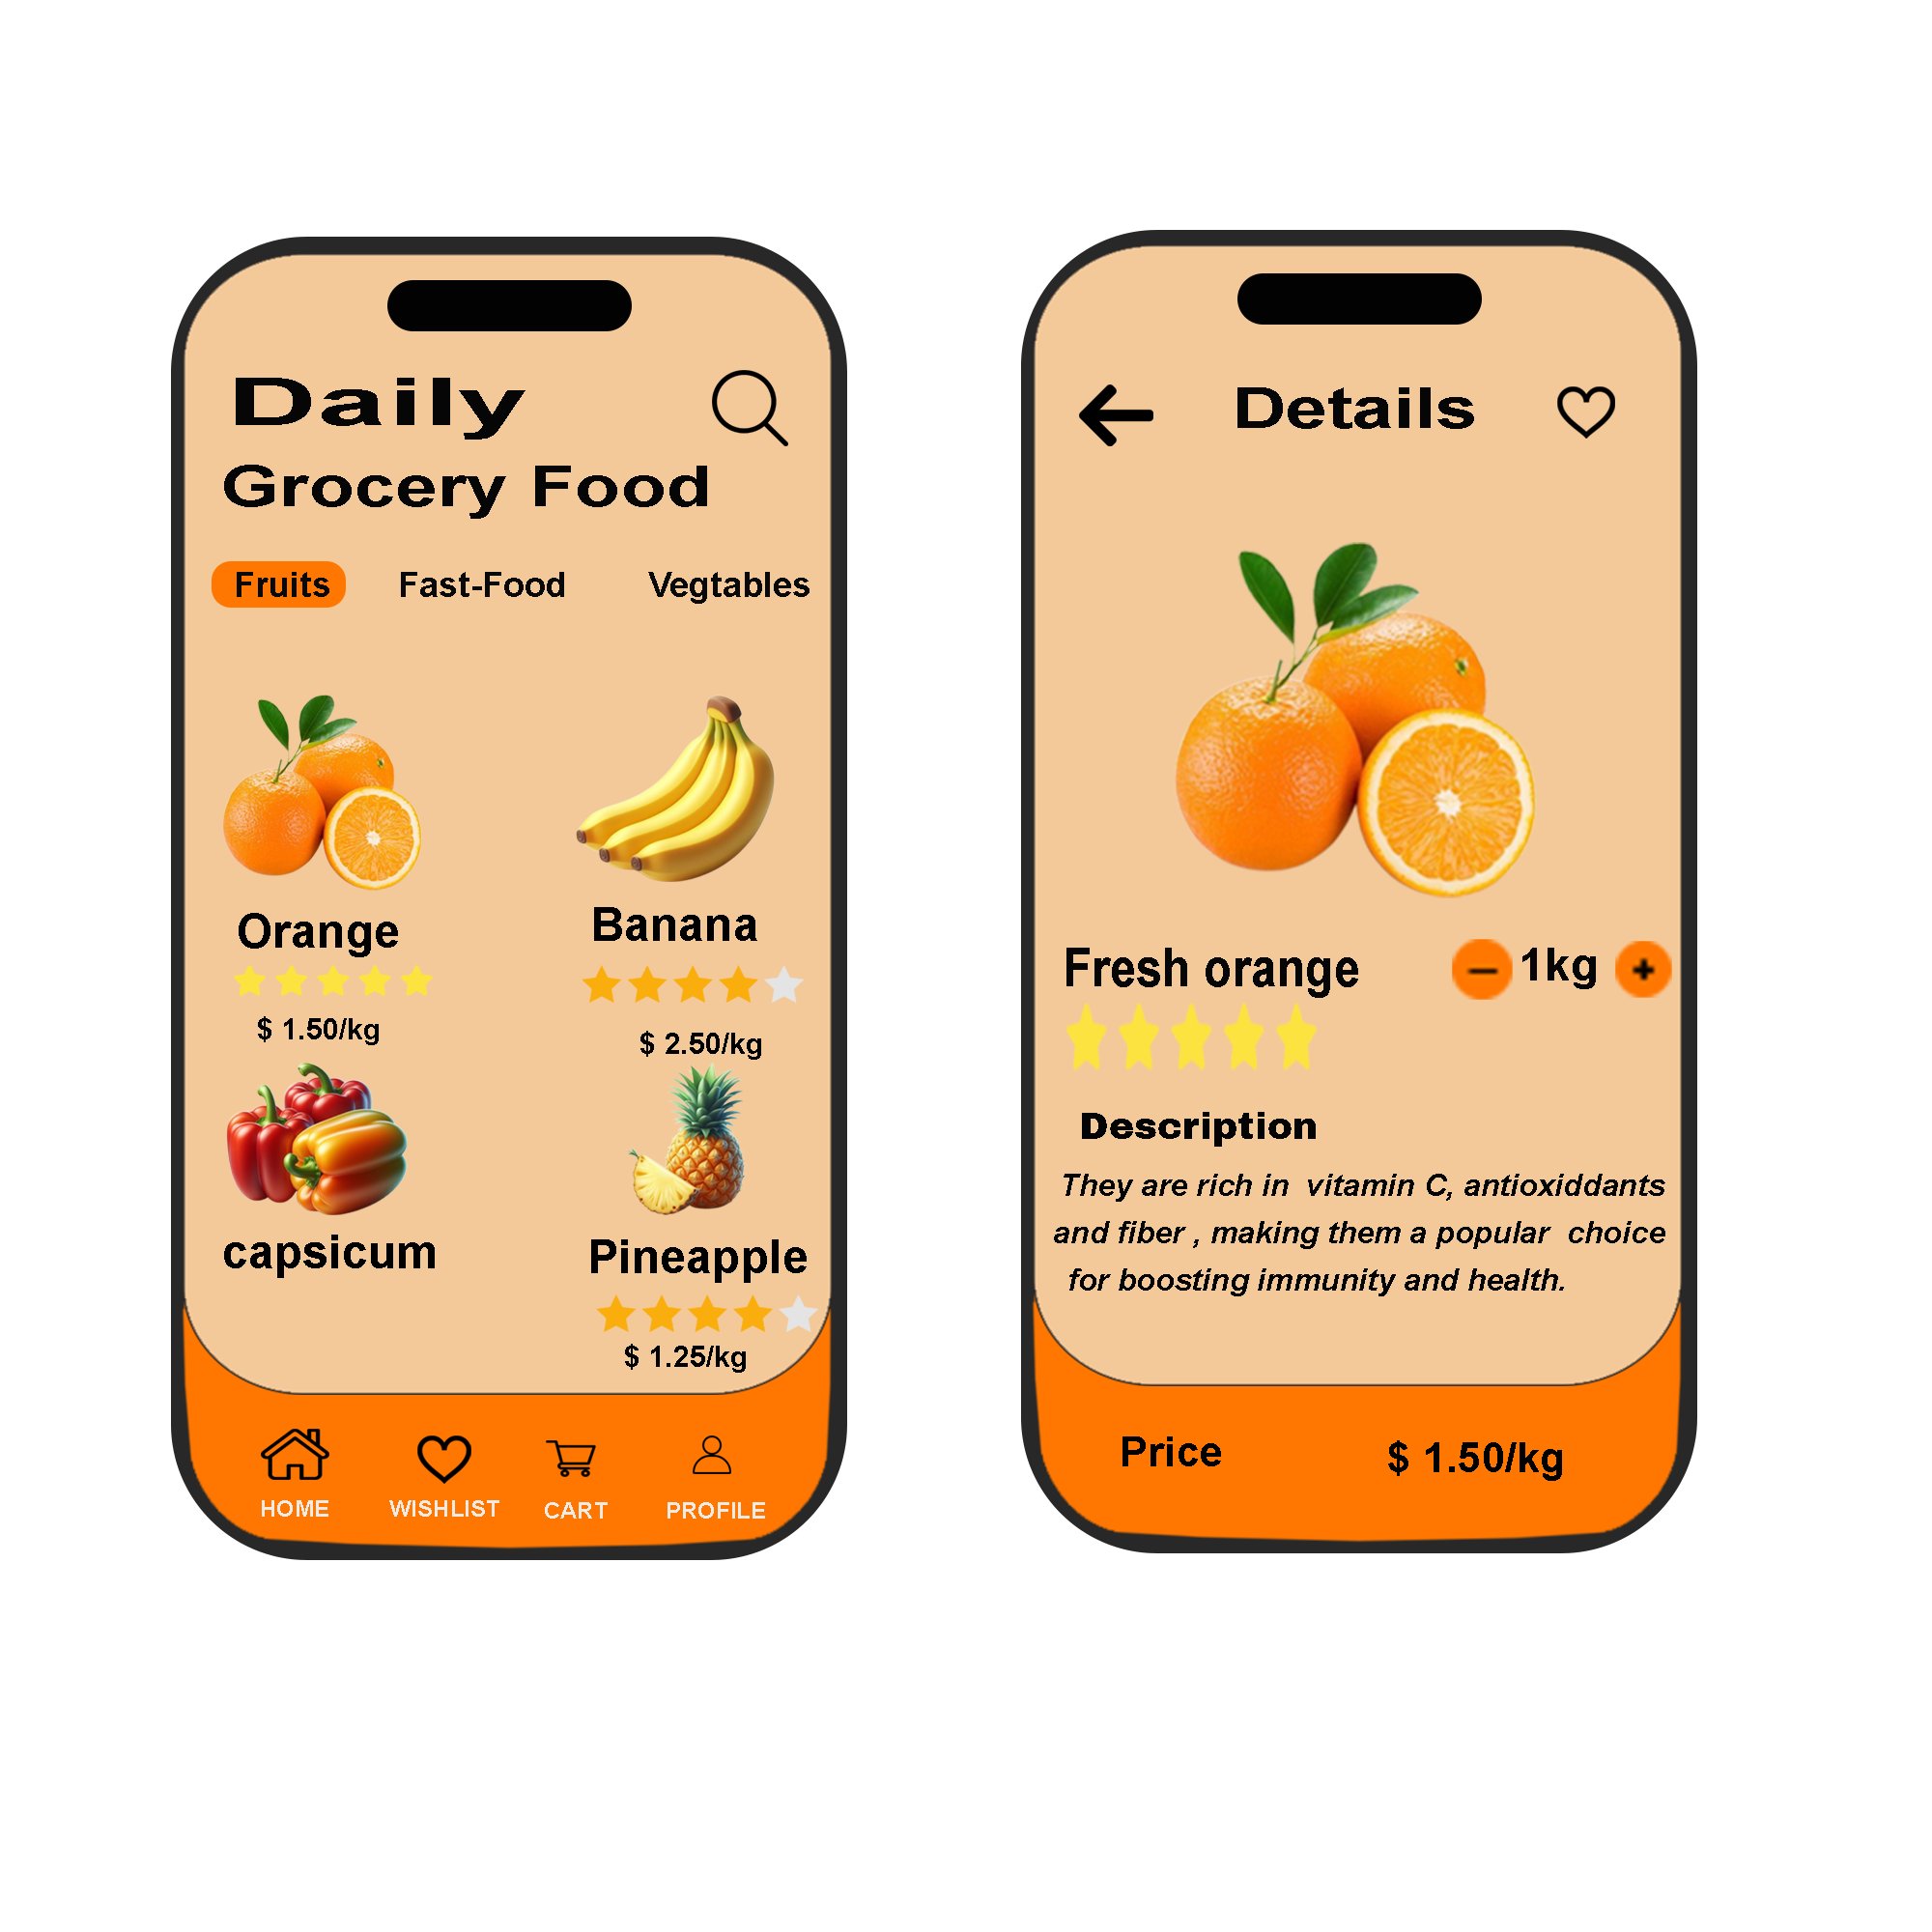 Daily
Grocery Food
Fruits Fast-Food Vegtables
Orange Banana
$ 1.50/kg $ 2.50/kg
capsicum Pineapple
$ 1.25/kg
HOME WISHLIST CART PROFILE
Details
Fresh orange 1kg
Description
They are rich in vitamin C, antioxiddants
and fiber , making them a popular choice
for boosting immunity and health.
Price $ 1.50/kg